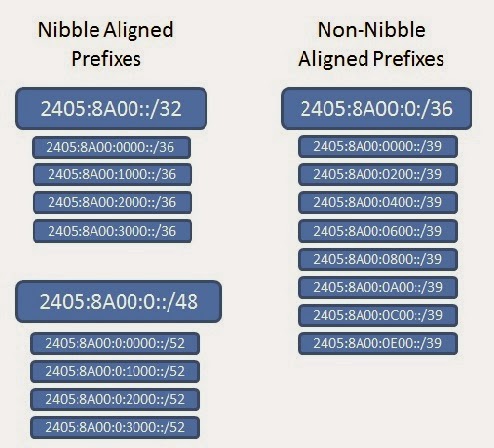 Nibble Aligned
Prefixes
2405:8A00::/32
2405:8A00:0000::/36
2405:8A00:1000::/36
2405:8A00:2000::/36
2405:8A00:3000::/36
2405:8A00:0::/48
2405:8A00:0:0000::/52
2405:8A00:0:1000::/52
2405:8A00:0:2000::/52
2405:8A00:0:3000::/52
Non-Nibble
Aligned Prefixes
2405:8A00:0:/36
2405:8A00:0000::/39
2405:8A00:0200::/39
2405:8A00:0400::/39
2405:8A00:0600::/39
2405:8A00:0800::/39
2405:8A00:0A00::/39
2405:8A00:0C00::/39
2405:8A00:0E00::/39